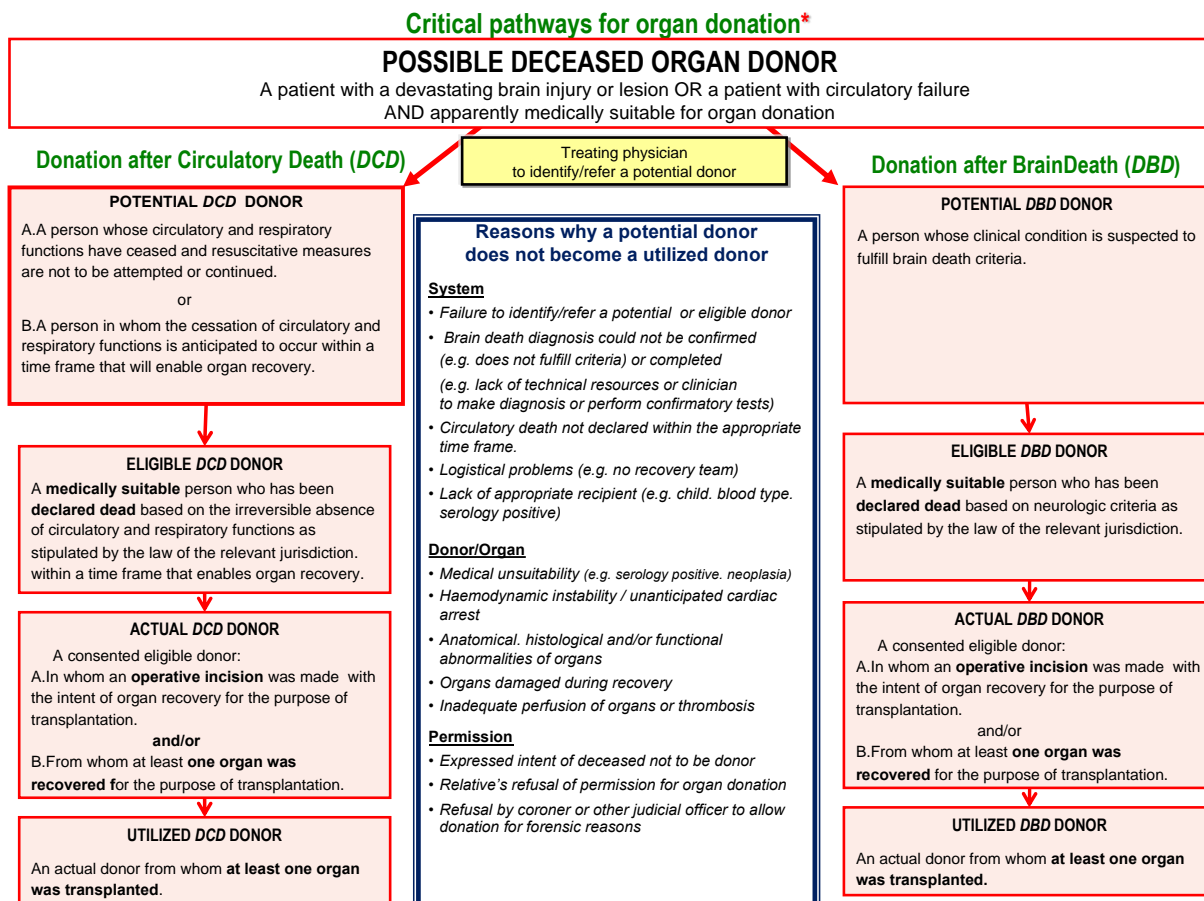 Critical pathways for organ donation*
POSSIBLE DECEASED ORGAN DONOR
A patient with a devastating brain injury or lesion OR a patient with circulatory failure
AND apparently medically suitable for organ donation
Treating physician
to identify/refer a potential donor
Donation after Circulatory Death (DCD)
POTENTIAL DCD DONOR
A.A person whose circulatory and respiratory
functions have ceased and resuscitative measures
are not to be attempted or continued.
or
B.A person in whom the cessation of circulatory and
respiratory functions is anticipated to occur within a
time frame that will enable organ recovery.
ELIGIBLE DCD DONOR
A medically suitable person who has been
declared dead based on the irreversible absence
of circulatory and respiratory functions as
stipulated by the law of the relevant jurisdiction.
within a time frame that enables organ recovery.
ACTUAL DCD DONOR
A consented eligible donor:
A.In whom an operative incision was made with
the intent of organ recovery for the purpose of
transplantation.
and/or
B.From whom at least one organ was
recovered for the purpose of transplantation.
UTILIZED DCD DONOR
An actual donor from whom at least one organ
was transplanted.
Reasons why a potential donor
does not become a utilized donor
System
• Failure to identify/refer a potential or eligible donor
• Brain death diagnosis could not be confirmed
(e.g. does not fulfill criteria) or completed
(e.g. lack of technical resources or clinician
to make diagnosis or perform confirmatory tests)
• Circulatory death not declared within the appropriate
time frame.
• Logistical problems (e.g. no recovery team)
• Lack of appropriate recipient (e.g. child. blood type.
serology positive)
Donor/Organ
• Medical unsuitability (e.g. serology positive. neoplasia)
• Haemodynamic instability / unanticipated cardiac
arrest
• Anatomical. histological and/or functional
abnormalities of organs
• Organs damaged during recovery
• Inadequate perfusion of organs or thrombosis
Permission
• Expressed intent of deceased not to be donor
• Relative's refusal of permission for organ donation
• Refusal by coroner or other judicial officer to allow
donation for forensic reasons
Donation after BrainDeath (DBD)
POTENTIAL DBD DONOR
A person whose clinical condition is suspected to
fulfill brain death criteria.
ELIGIBLE DBD DONOR
A medically suitable person who has been
declared dead based on neurologic criteria as
stipulated by the law of the relevant jurisdiction.
ACTUAL DBD DONOR
A consented eligible donor:
A.In whom an operative incision was made with
the intent of organ recovery for the purpose of
transplantation.
and/or
B.From whom at least one organ was
recovered for the purpose of transplantation.
UTILIZED DBD DONOR
An actual donor from whom at least one organ
was transplanted.